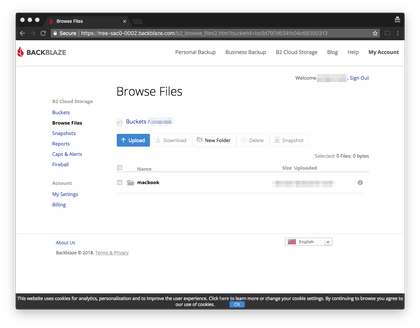 Browse Files
Secure
https://tree-sac0-0002.backblaze.com/b2_browse_files2.htm?bucketId=
BACKBLAZE
Personal Backup
Business Backup
B2 Cloud Storage
Blog
Help
My Account
Welcome
Sign Out
Browse Files
B2 Cloud Storage
Buckets
Browse Files
Snapshots
Reports
Caps & Alerts
Fireball
Account
My Settings
Billing
Buckets /
Upload
Download
New Folder
Delete
Snapshot
Selected: 0 Files: 0 bytes
Name
Size
Uploaded
macbook
About Us
Backblaze © 2018. Terms & Privacy
English
This website uses cookies for analytics, personalisation and to improve the user experience. Click here to learn more or change your cookie settings. By continuing to browse you agree to
our use of cookies.
OK